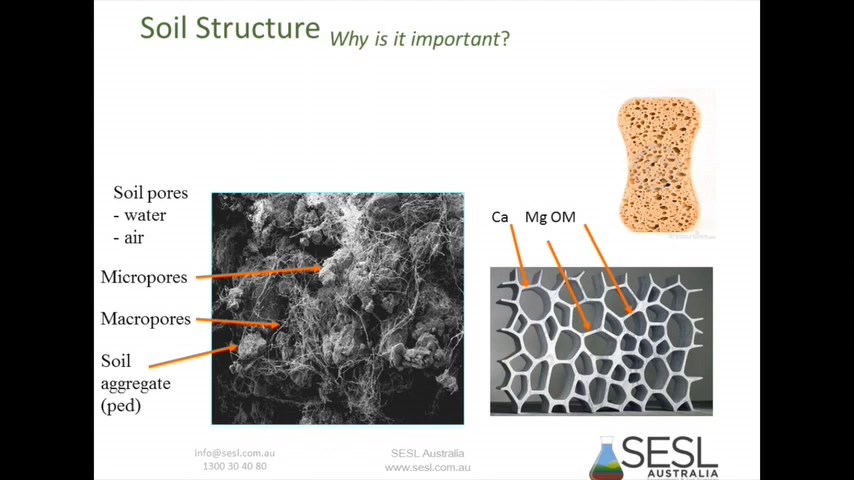 Soil Structure Why is it important?
Soil pores
- water
- air
Micropores
Macropores
Soil
aggregate
(ped)
Ca Mg OM
info@sesl.com.au
1300 30 40 80
SESL Australia
www.sesl.com.au
SESL
AUSTRALIA